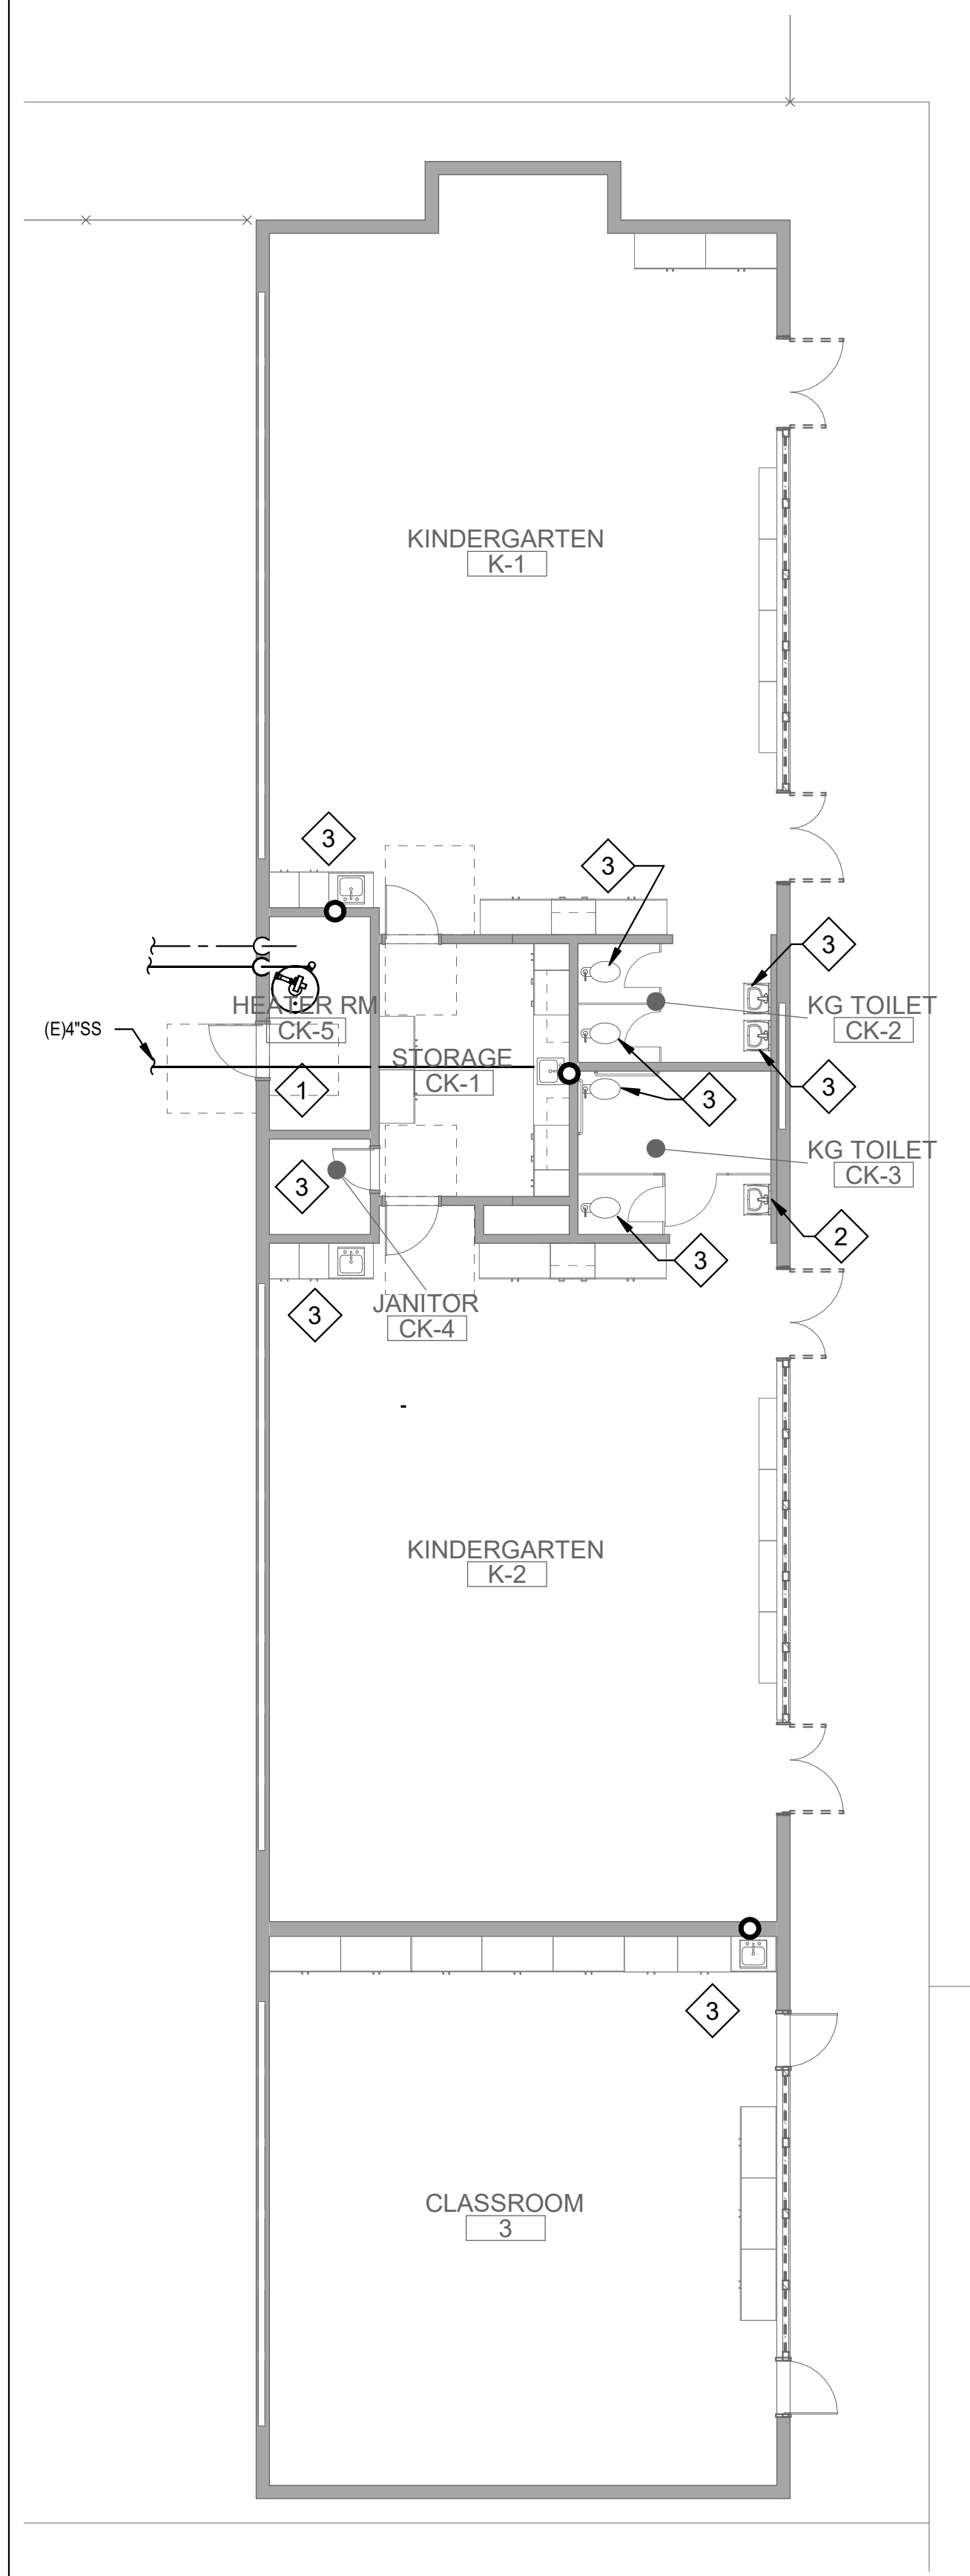 KINDERGARTEN
K-1
3
3
3
HEATER RM
CK-5
KG TOILET
CK-2
(E)4"SS
STORAGE
CK-1
1
3
3
KG TOILET
CK-3
3
2
3
3
JANITOR
CK-4
KINDERGARTEN
K-2
3
CLASSROOM
3